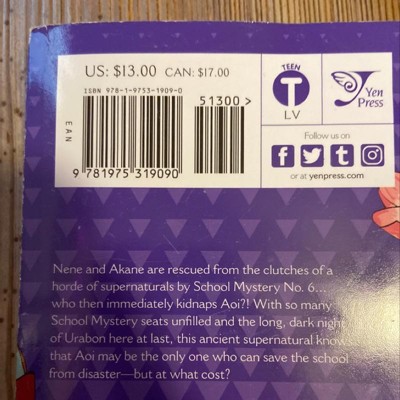 US: $13.00 CAN: $17.00
ISBN 978-1-9753-1909-0
51300 >
EAN
9 781975 319090
TEEN
T
LV
Yen
Press
Follow us on
f t
or at yenpress.com
Nene and Akane are rescued from the clutches of a
horde of supernaturals by School Mystery No. 6...
who then immediately kidnaps Aoi?! With so many
School Mystery seats unfilled and the long, dark night
of Urabon here at last, this ancient supernatural knows
that Aoi may be the only one who can save the school
from disaster—but at what cost?